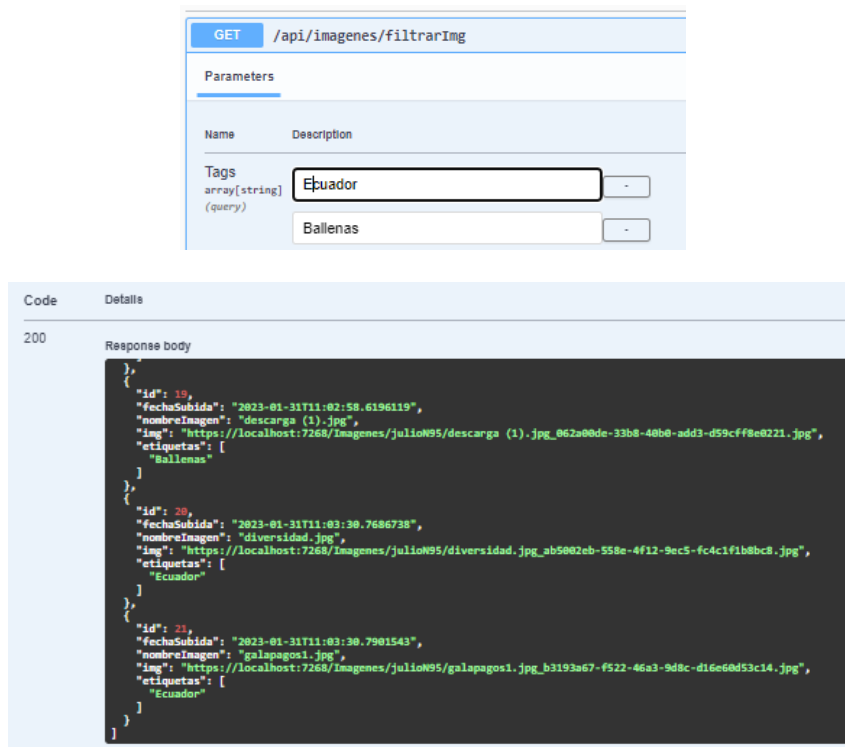 GET /api/imagenes/filtrarImg
Parameters
Name Description
Tags
array[string]
(query)
Ecuador -
Ballenas -
Code Details
200
Response body
},
{
"id": 19,
"fechaSubida": "2023-01-31T11:02:58.6196119",
"nombreImagen": "descarga (1).jpg",
"img": "https://localhost:7268/Imagenes/julioN95/descarga (1).jpg_062a00de-33b8-40b0-add3-d59cff8e0221.jpg",
"etiquetas": [
"Ballenas"
]
},
{
"id": 20,
"fechaSubida": "2023-01-31T11:03:30.7686738",
"nombreImagen": "diversidad.jpg",
"img": "https://localhost:7268/Imagenes/julioN95/diversidad.jpg_ab5002eb-558e-4f12-9ec5-fc4c1f1b8bc8.jpg",
"etiquetas": [
"Ecuador"
]
},
{
"id": 21,
"fechaSubida": "2023-01-31T11:03:30.7901543",
"nombreImagen": "galapagos1.jpg",
"img": "https://localhost:7268/Imagenes/julioN95/galapagos1.jpg_b3193a67-f522-46a3-9d8c-d16e60d53c14.jpg",
"etiquetas": [
"Ecuador"
]
}
]